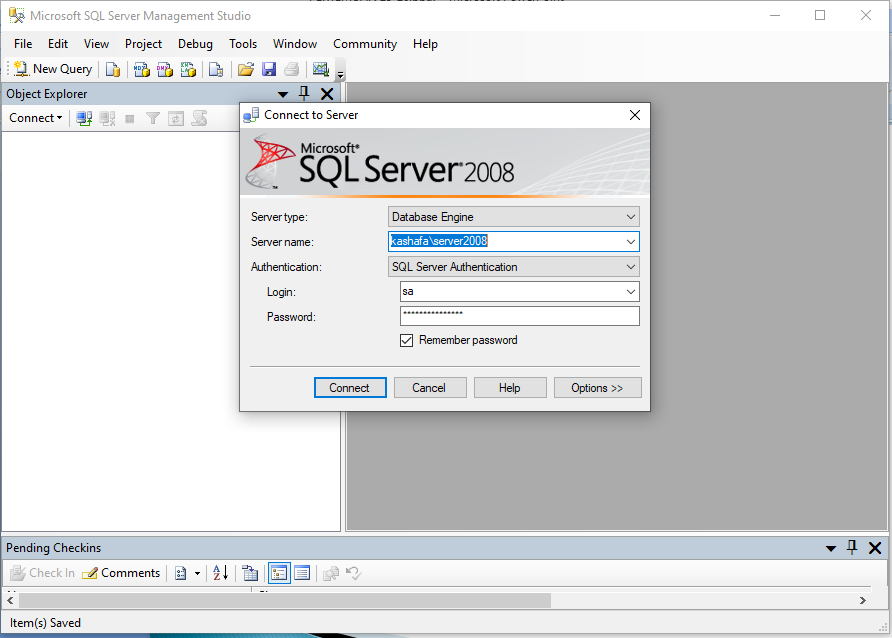 Microsoft SQL Server Management Studio
File Edit View Project Debug Tools Window Community Help
New Query
Object Explorer
Connect
Connect to Server
Microsoft®
SQL Server® 2008
Server type: Database Engine
Server name: kashafa\server2008
Authentication: SQL Server Authentication
Login: sa
Password: ***************
Remember password
Connect Cancel Help Options >>
Pending Checkins
Check In Comments
Item(s) Saved